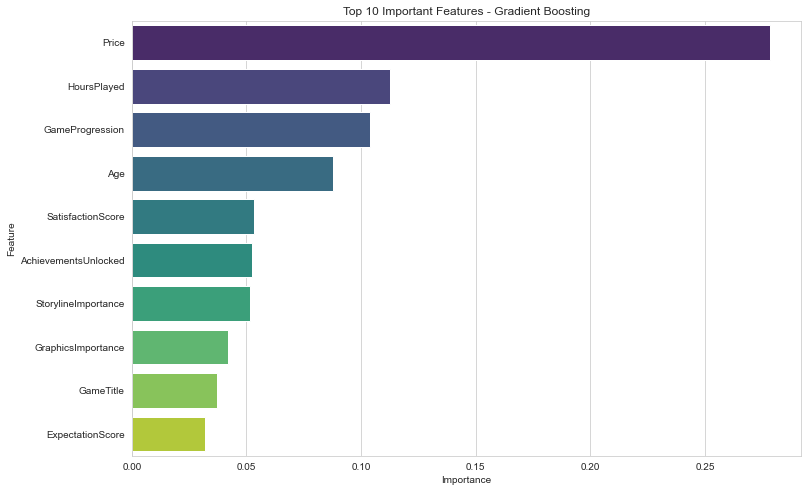 Top 10 Important Features - Gradient Boosting
Feature
Price
HoursPlayed
GameProgression
Age
SatisfactionScore
AchievementsUnlocked
StorylineImportance
GraphicsImportance
GameTitle
ExpectationScore
0.00 0.05 0.10 0.15 0.20 0.25
Importance